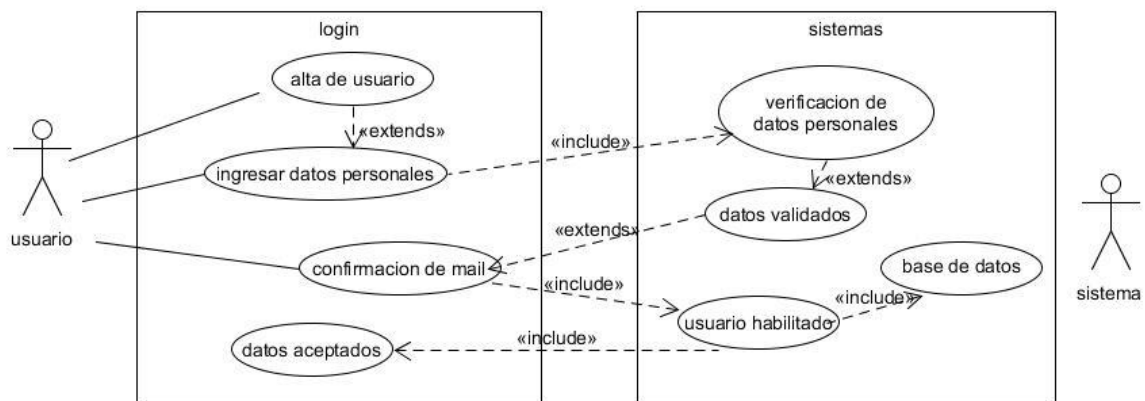 login
sistemas
alta de usuario
verificacion de
datos personales
«extends»
«include»
ingresar datos personales
«extends»
usuario
datos validados
«extends»
confirmacion de mail
base de datos
«include»
«include»
sistema
usuario habilitado
«include»
datos aceptados